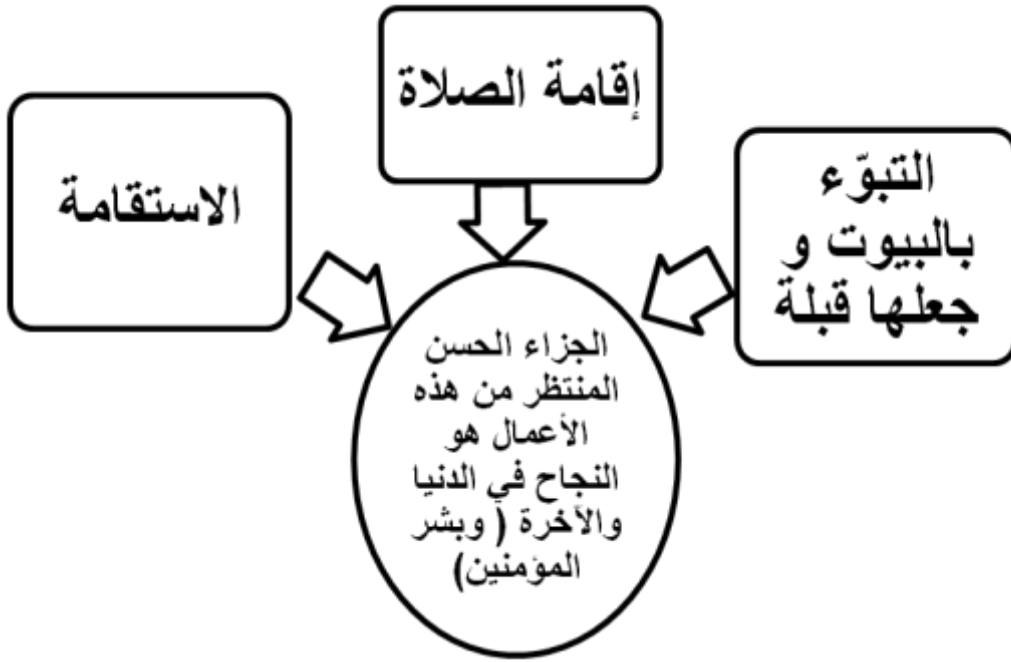 إقامة الصلاة
التبوّء
بالبيوت و
جعلها قبلة
الاستقامة
الجزاء الحسن
المنتظر من هذه
الأعمال هو
النجاح في الدنيا
والآخرة ( وبشر
المؤمنين)